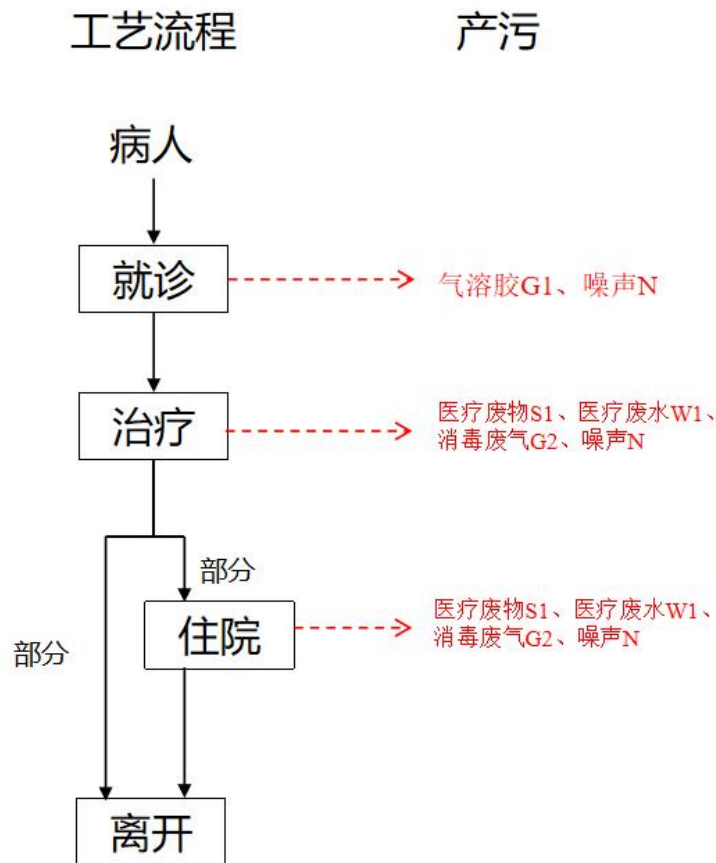 工艺流程
产污
病人
就诊
气溶胶G1、噪声N
治疗
医疗废物S1、医疗废水W1、
消毒废气G2、噪声N
部分
住院
医疗废物S1、医疗废水W1、
消毒废气G2、噪声N
部分
离开